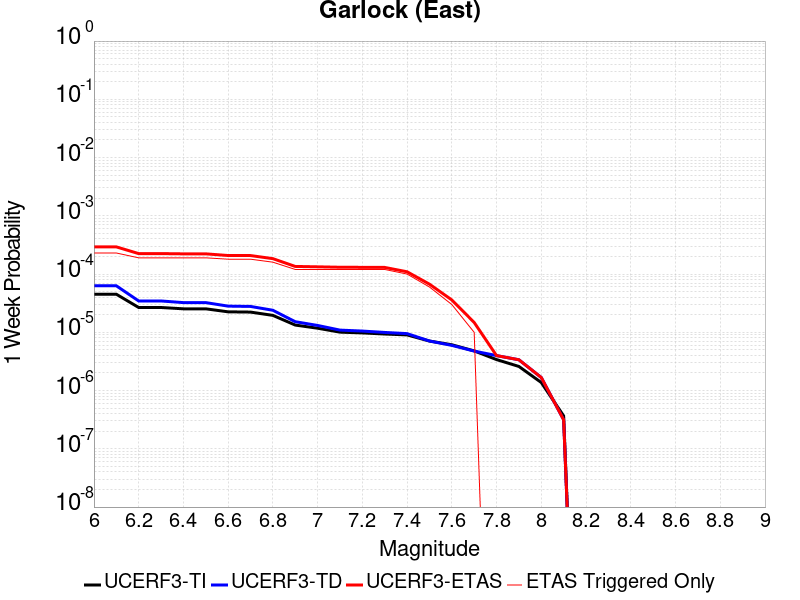 Garlock (East)
10^0
10^-1
10^-2
10^-3
10^-4
10^-5
10^-6
10^-7
10^-8
1 Week Probability
6 6.2 6.4 6.6 6.8 7 7.2 7.4 7.6 7.8 8 8.2 8.4 8.6 8.8 9
Magnitude
UCERF3-TI UCERF3-TD UCERF3-ETAS ETAS Triggered Only